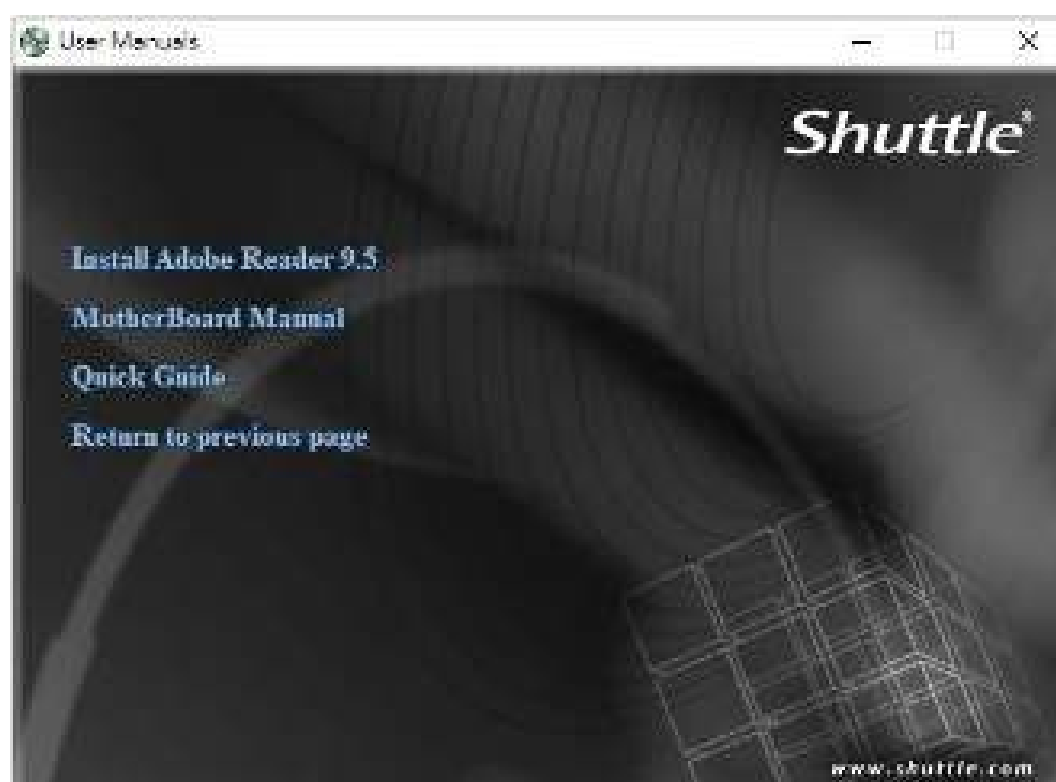 User Manuals
Shuttle®
Install Adobe Reader 9.5
MotherBoard Manual
Quick Guide
Return to previous page
www.shuttle.com